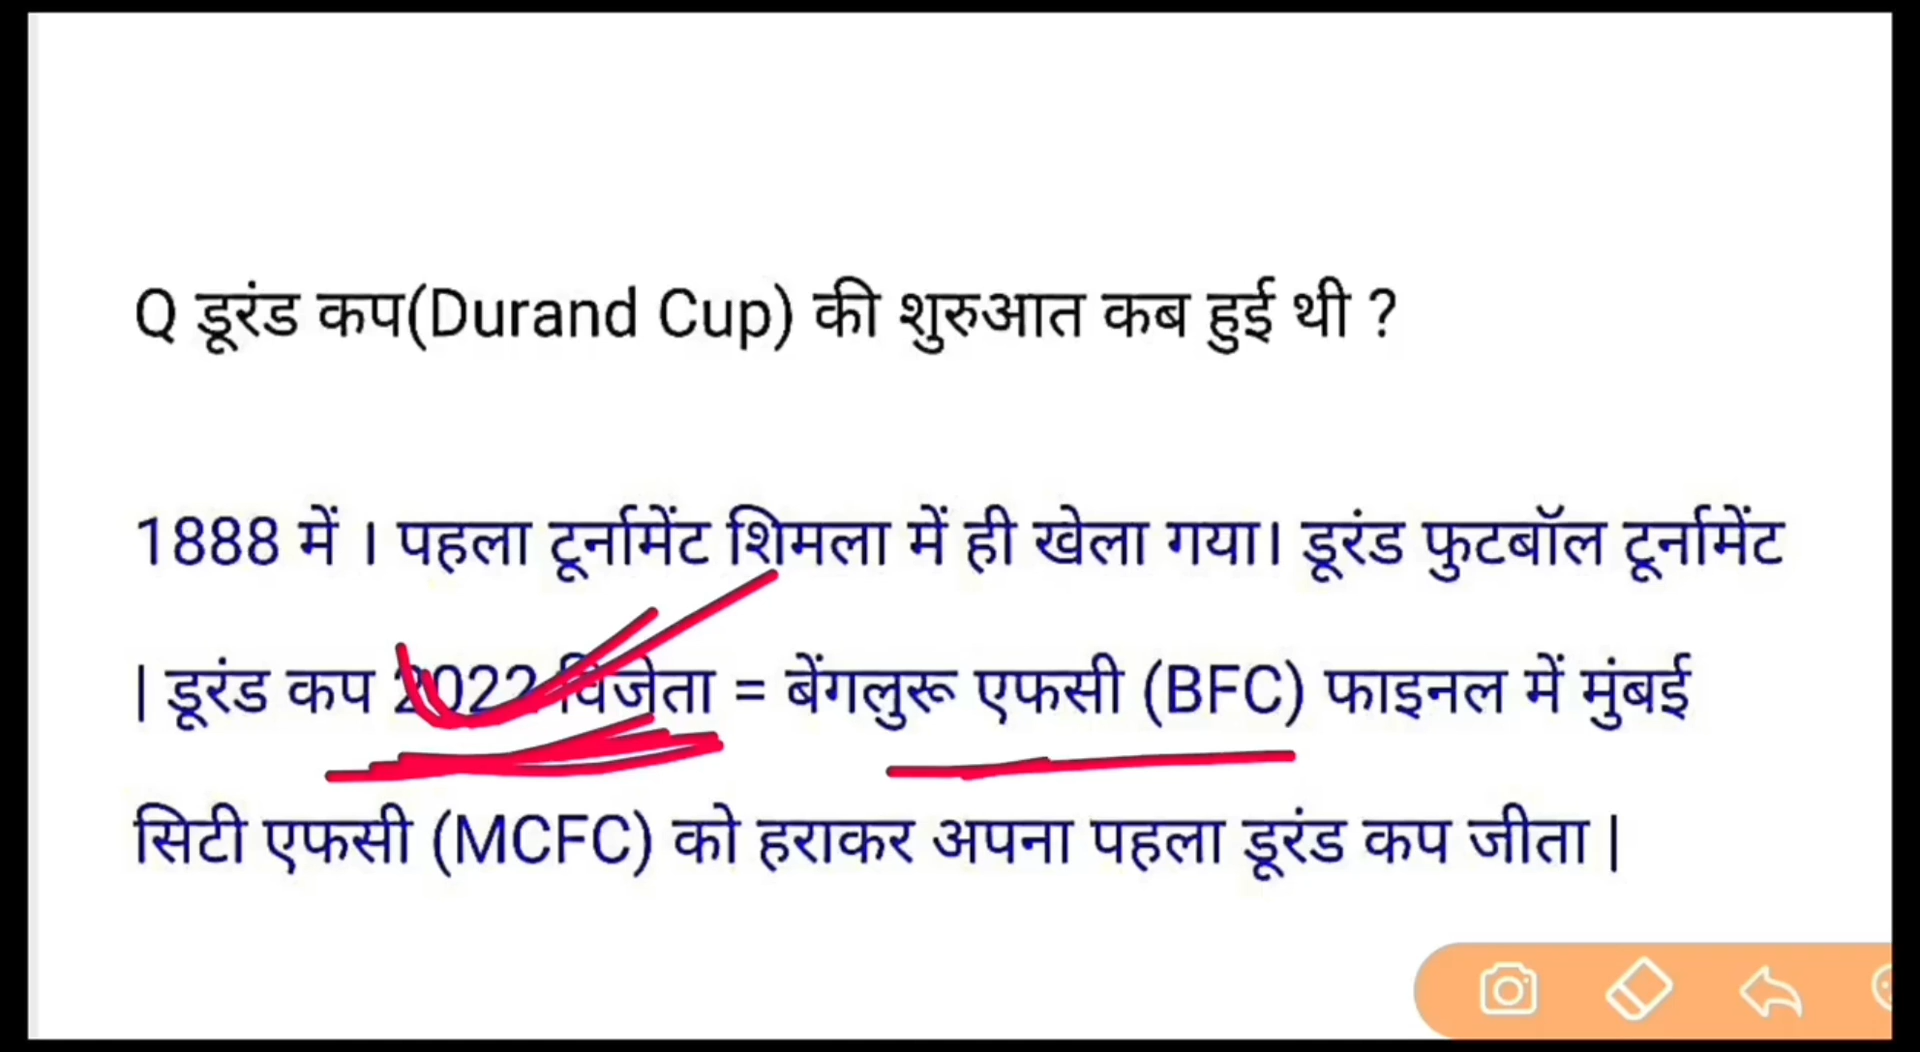 Q डूरंड कप(Durand Cup) की शुरुआत कब हुई थी ?
1888 में । पहला टूर्नामेंट शिमला में ही खेला गया। डूरंड फुटबॉल टूर्नामेंट
| डूरंड कप 2022 विजेता = बेंगलुरू एफसी (BFC) फाइनल में मुंबई
सिटी एफसी (MCFC) को हराकर अपना पहला डूरंड कप जीता |